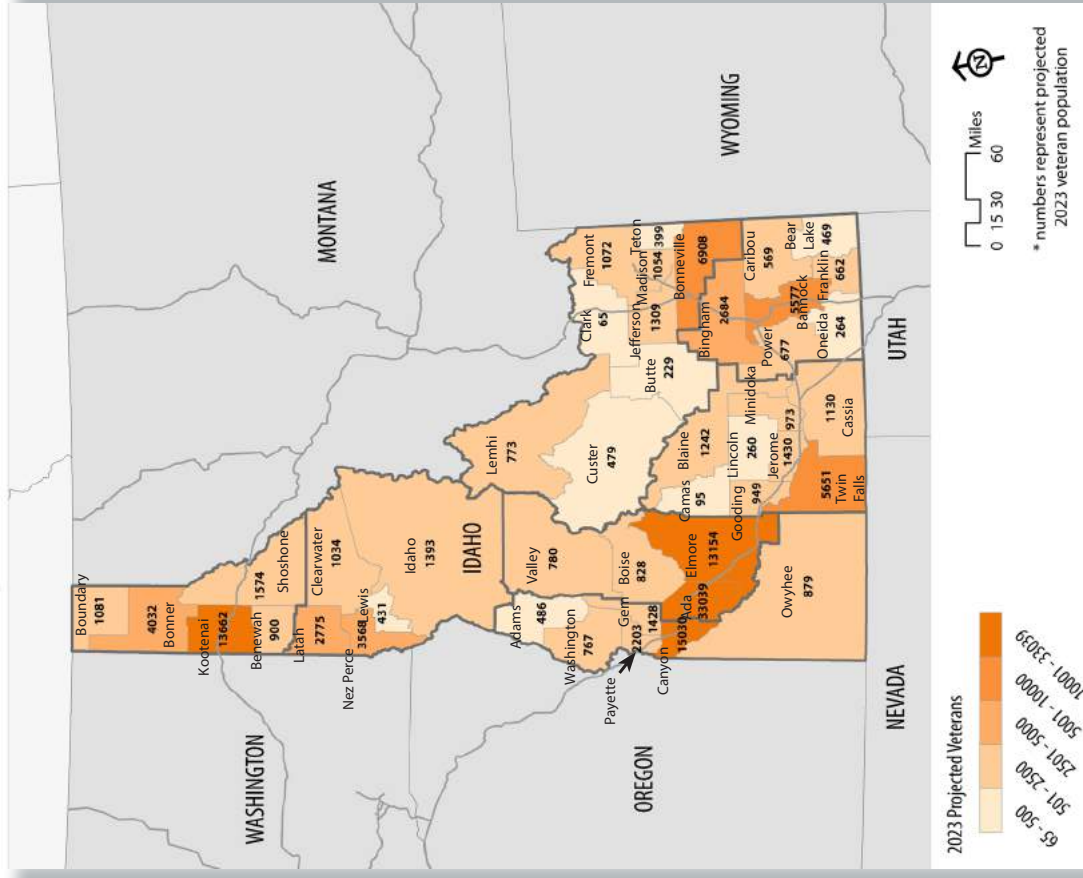 MONTANA
WASHINGTON
OREGON
WYOMING
NEVADA
UTAH
IDAHO
Boundary
1081
4032
Bonner
Kootenai
13662
Benewah
900
1574
Shoshone
Latah
2775
Clearwater
1034
Nez Perce
3568
Lewis
431
Idaho
1393
Lemhi
773
Adams
486
Valley
780
Washington
767
Custer
479
Payette
2203
Gem
1428
Boise
828
Canyon
15030
Ada
33039
Elmore
13154
Owyhee
879
Camas
95
Blaine
1242
Gooding
949
Lincoln
260
Jerome
1430
Minidoka
973
5651
Twin
Falls
1130
Cassia
Butte
229
Clark
65
Fremont
1072
Jefferson
1309
Madison
1054
Teton
399
Bonneville
6908
Bingham
2684
Caribou
569
Power
677
5577
Bannock
Bear
Lake
469
Franklin
662
Oneida
264
2023 Projected Veterans
65 - 500
501 - 2500
2501 - 5000
5001 - 10000
10001 - 33039
Miles
0 15 30 60
N
* numbers represent projected
2023 veteran population